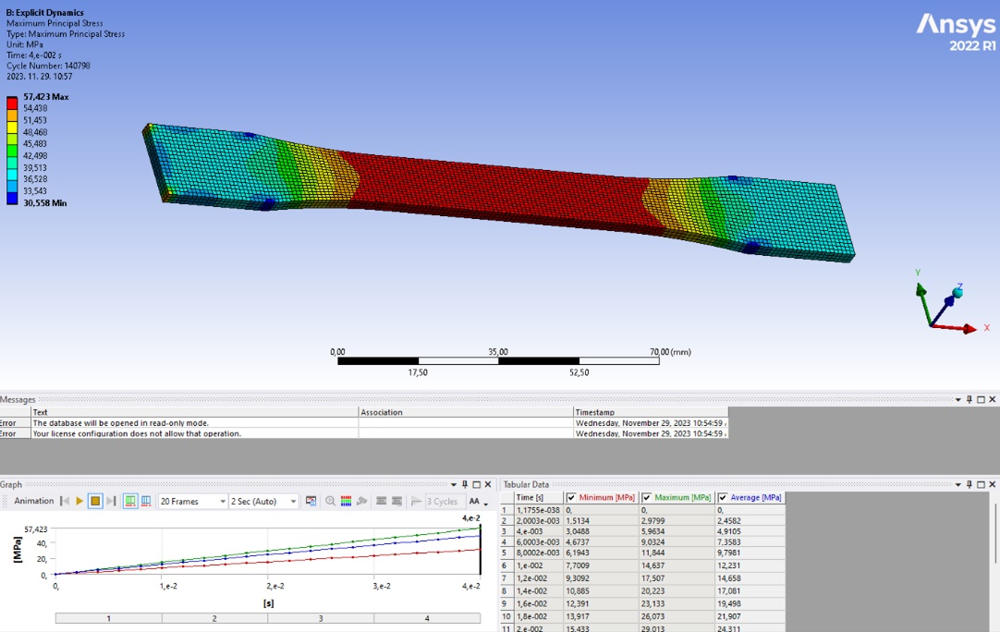 B: Explicit Dynamics
Maximum Principal Stress
Type: Maximum Principal Stress
Unit: MPa
Time: 4,e-002 s
Cycle Number: 140798
2023. 11. 29. 10:57
57,423 Max
54,438
51,453
48,468
45,483
42,498
39,513
36,528
33,543
30,558 Min
Ansys
2022 R1
Y
Z
X
0,00 35,00 70,00 (mm)
17,50 52,50
Messages
Text Association Timestamp
Error The database will be opened in read-only mode. Wednesday, November 29, 2023 10:54:59
Error Your license configuration does not allow that operation. Wednesday, November 29, 2023 10:54:59
Graph
Animation 20 Frames 2 Sec (Auto) 3 Cycles AA
4,e-2
57,423
40,
20,
0,
[MPa]
0, 1,e-2 2,e-2 3,e-2 4,e-2
[s]
1 2 3 4
Tabular Data
Time [s] Minimum [MPa] Maximum [MPa] Average [MPa]
1 1,1755e-038 0, 0, 0,
2 2,0003e-003 1,5134 2,9799 2,4582
3 4,e-003 3,0488 5,9634 4,9105
4 6,0003e-003 4,6737 9,0324 7,3583
5 8,0002e-003 6,1943 11,844 9,7981
6 1,e-002 7,7009 14,637 12,231
7 1,2e-002 9,3092 17,507 14,658
8 1,4e-002 10,885 20,223 17,081
9 1,6e-002 12,391 23,133 19,498
10 1,8e-002 13,917 26,073 21,907
11 2,e-002 15,433 29,013 24,311